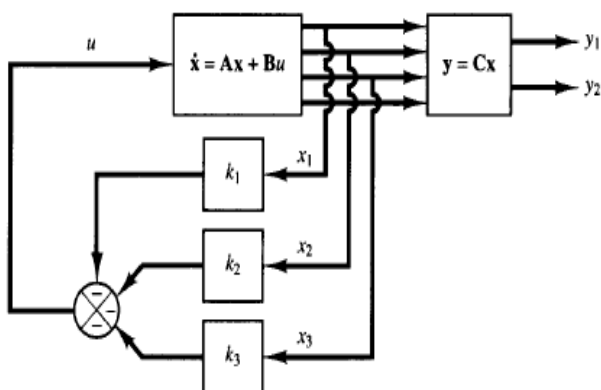 u
ẋ = Ax + Bu
y = Cx
y₁
y₂
k₁
x₁
k₂
x₂
k₃
x₃